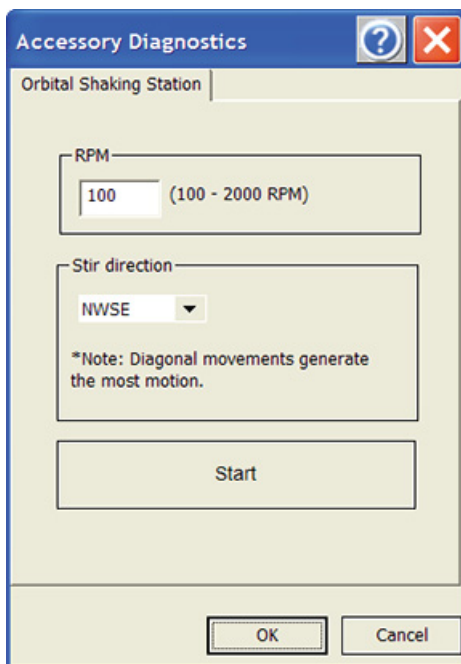 Accessory Diagnostics
Orbital Shaking Station
RPM
100 (100 - 2000 RPM)
Stir direction
NWSE
*Note: Diagonal movements generate
the most motion.
Start
OK Cancel